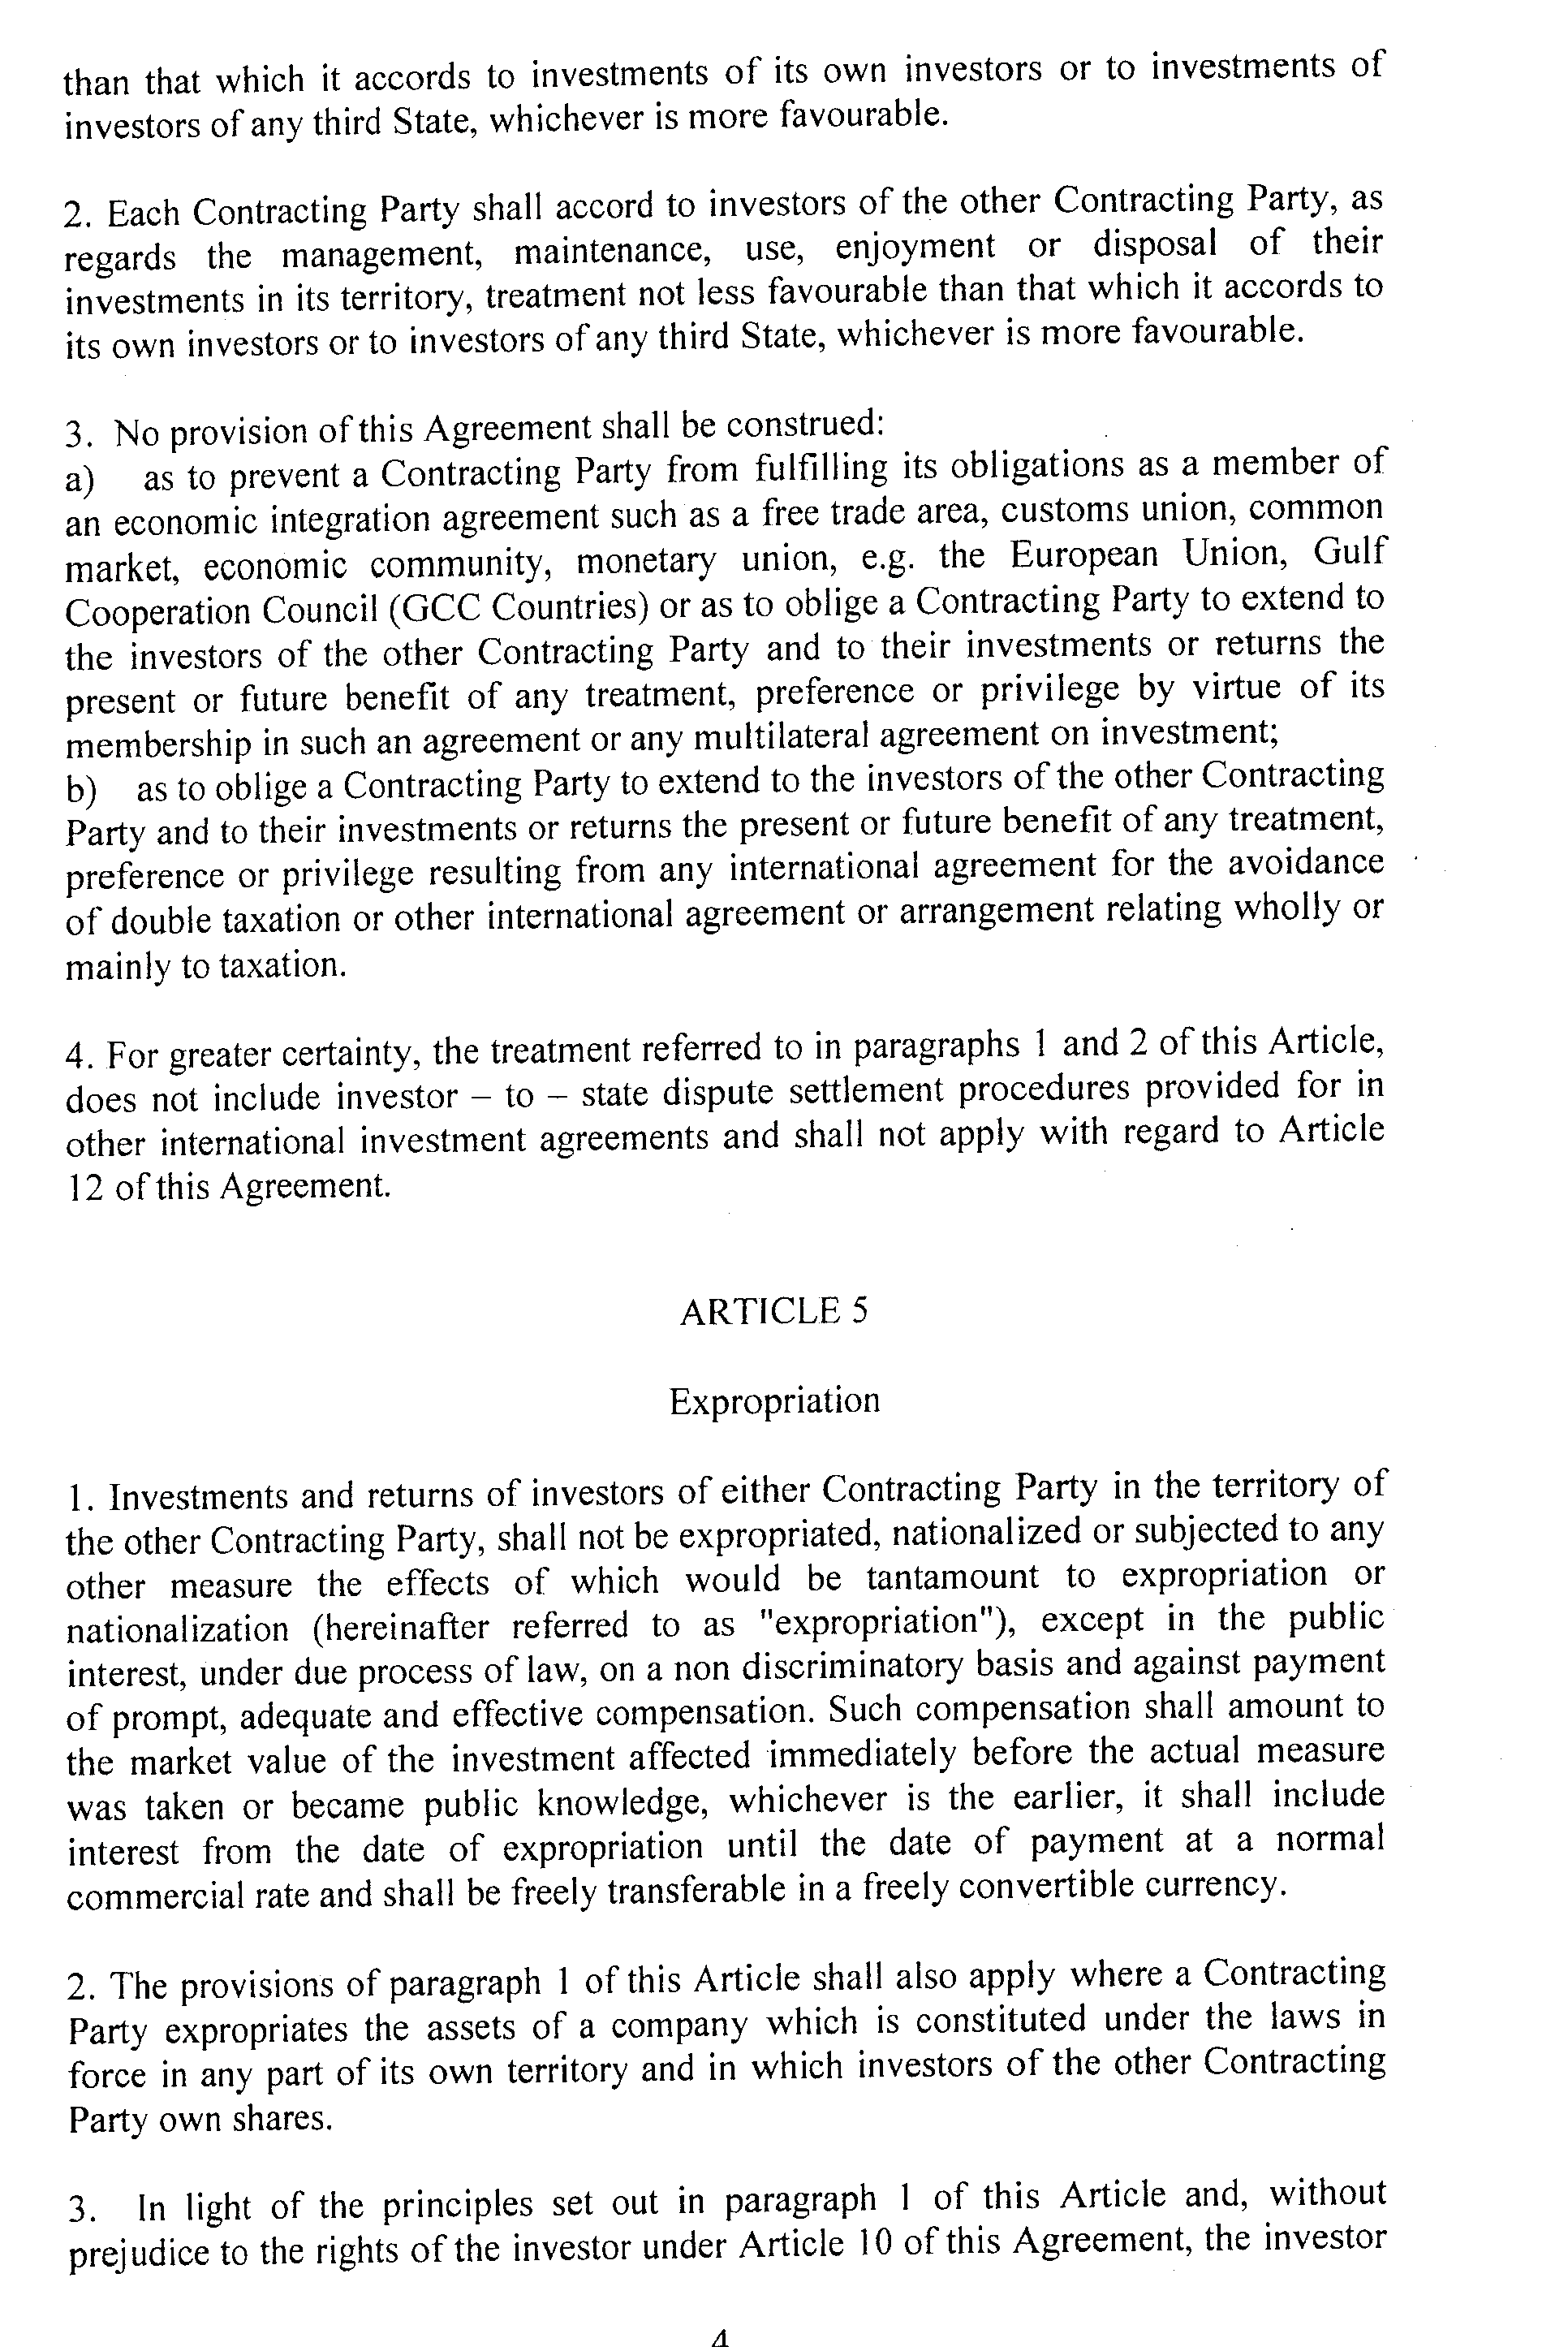 than that which it accords to investments of its own investors or to investments of
investors of any third State, whichever is more favourable.
2. Each Contracting Party shall accord to investors of the other Contracting Party, as
regards the management, maintenance, use, enjoyment or disposal of their
investments in its territory, treatment not less favourable than that which it accords to
its own investors or to investors of any third State, whichever is more favourable.
3. No provision of this Agreement shall be construed:
a) as to prevent a Contracting Party from fulfilling its obligations as a member of
an economic integration agreement such as a free trade area, customs union, common
market, economic community, monetary union, e.g. the European Union, Gulf
Cooperation Council (GCC Countries) or as to oblige a Contracting Party to extend to
the investors of the other Contracting Party and to their investments or returns the
present or future benefit of any treatment, preference or privilege by virtue of its
membership in such an agreement or any multilateral agreement on investment;
b) as to oblige a Contracting Party to extend to the investors of the other Contracting
Party and to their investments or returns the present or future benefit of any treatment,
preference or privilege resulting from any international agreement for the avoidance
of double taxation or other international agreement or arrangement relating wholly or
mainly to taxation.
4. For greater certainty, the treatment referred to in paragraphs 1 and 2 of this Article,
does not include investor – to – state dispute settlement procedures provided for in
other international investment agreements and shall not apply with regard to Article
12 of this Agreement.
ARTICLE 5
Expropriation
1. Investments and returns of investors of either Contracting Party in the territory of
the other Contracting Party, shall not be expropriated, nationalized or subjected to any
other measure the effects of which would be tantamount to expropriation or
nationalization (hereinafter referred to as "expropriation"), except in the public
interest, under due process of law, on a non discriminatory basis and against payment
of prompt, adequate and effective compensation. Such compensation shall amount to
the market value of the investment affected immediately before the actual measure
was taken or became public knowledge, whichever is the earlier, it shall include
interest from the date of expropriation until the date of payment at a normal
commercial rate and shall be freely transferable in a freely convertible currency.
2. The provisions of paragraph 1 of this Article shall also apply where a Contracting
Party expropriates the assets of a company which is constituted under the laws in
force in any part of its own territory and in which investors of the other Contracting
Party own shares.
3. In light of the principles set out in paragraph 1 of this Article and, without
prejudice to the rights of the investor under Article 10 of this Agreement, the investor
4